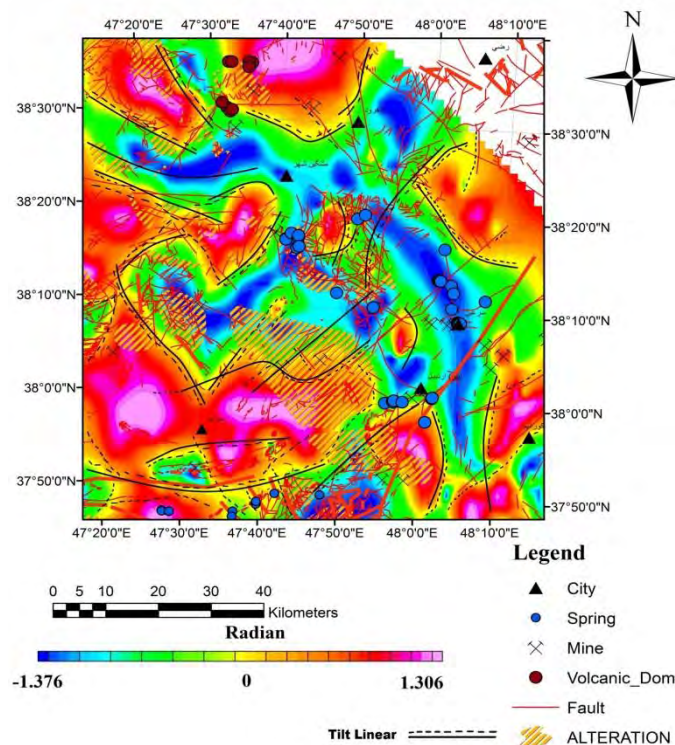 47°20'0"E 47°30'0"E 47°40'0"E 47°50'0"E 48°0'0"E 48°10'0"E
N
رضی
38°30'0"N
38°30'0"N
38°20'0"N
38°20'0"N
38°10'0"N
38°10'0"N
38°0'0"N
38°0'0"N
37°50'0"N
37°50'0"N
47°20'0"E 47°30'0"E 47°40'0"E 47°50'0"E 48°0'0"E 48°10'0"E
Legend
City
Spring
Mine
Volcanic_Dom
Fault
ALTERATION
0 5 10 20 30 40
Kilometers
Radian
-1.376 0 1.306
Tilt Linear